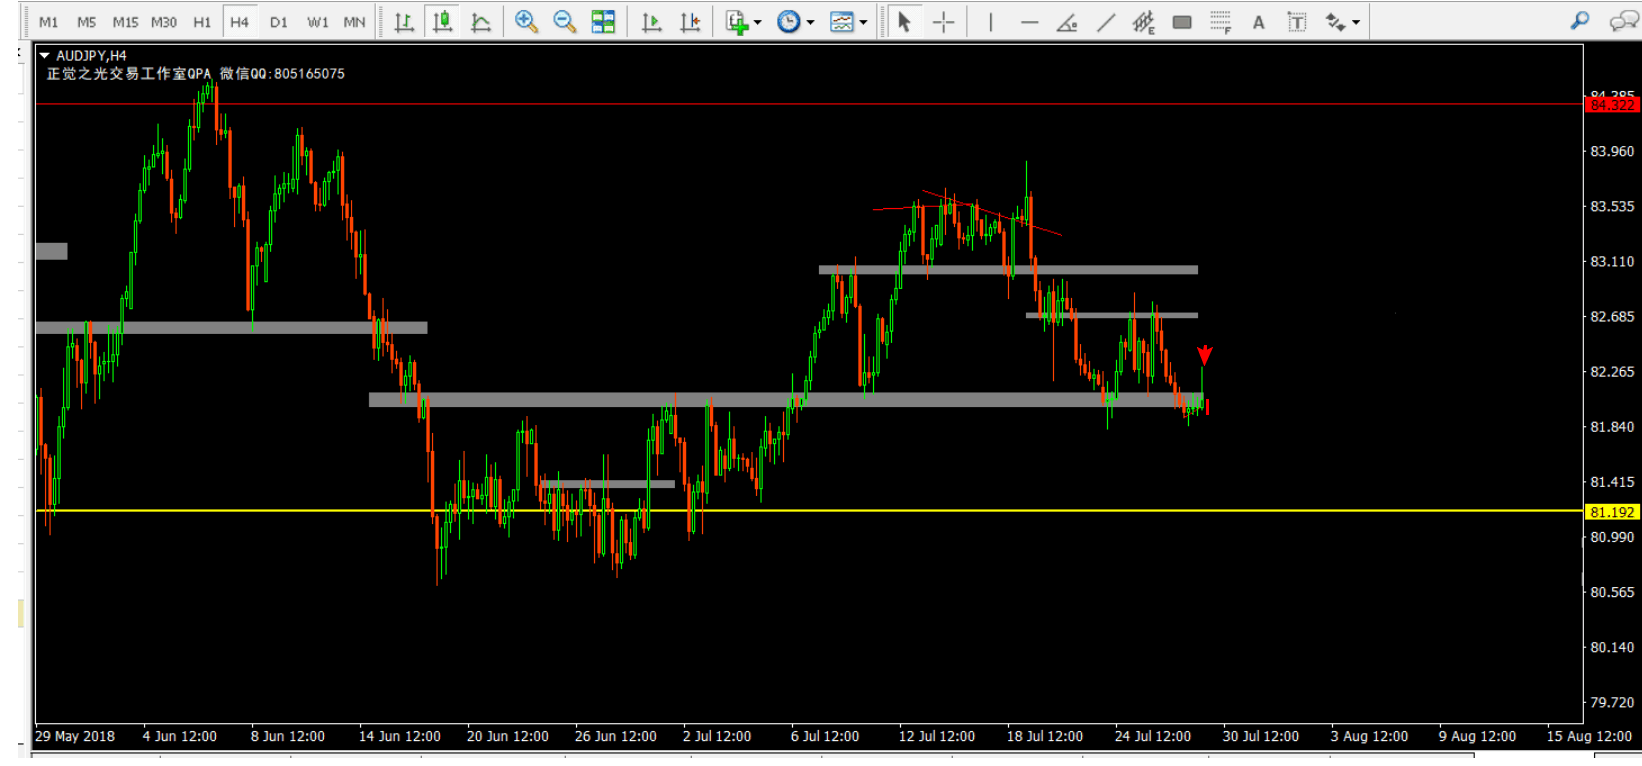 M1 M5 M15 M30 H1 H4 D1 W1 MN
E F A T
AUDJPY,H4
正觉之光交易工作室QPA 微信QQ:805165075
84.385
84.322
83.960
83.535
83.110
82.685
82.265
81.840
81.415
81.192
80.990
80.565
80.140
79.720
29 May 2018 4 Jun 12:00 8 Jun 12:00 14 Jun 12:00 20 Jun 12:00 26 Jun 12:00 2 Jul 12:00 6 Jul 12:00 12 Jul 12:00 18 Jul 12:00 24 Jul 12:00 30 Jul 12:00 3 Aug 12:00 9 Aug 12:00 15 Aug 12:00